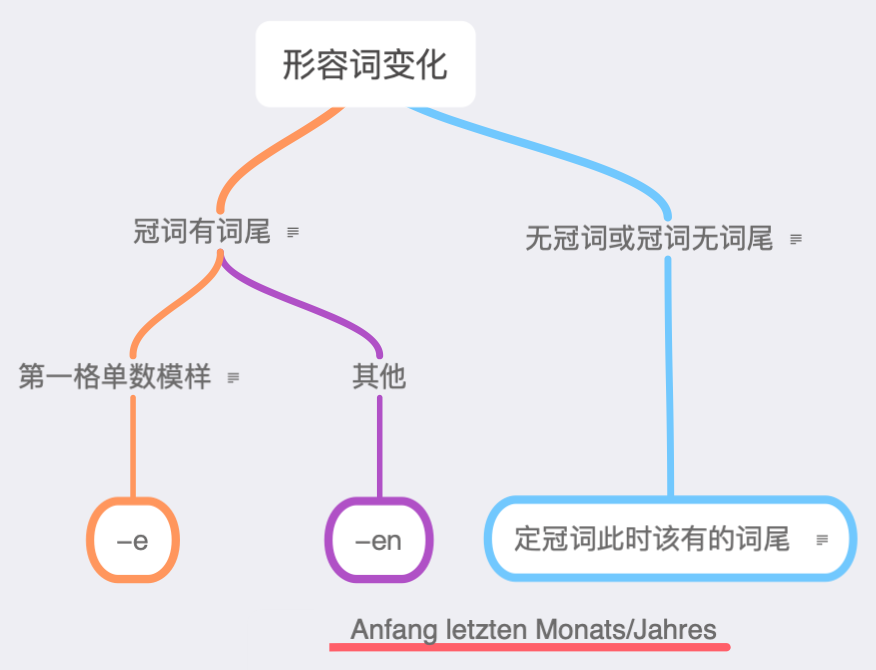 形容词变化
冠词有词尾
无冠词或冠词无词尾
第一格单数模样
其他
–e
–en
定冠词此时该有的词尾
Anfang letzten Monats/Jahres